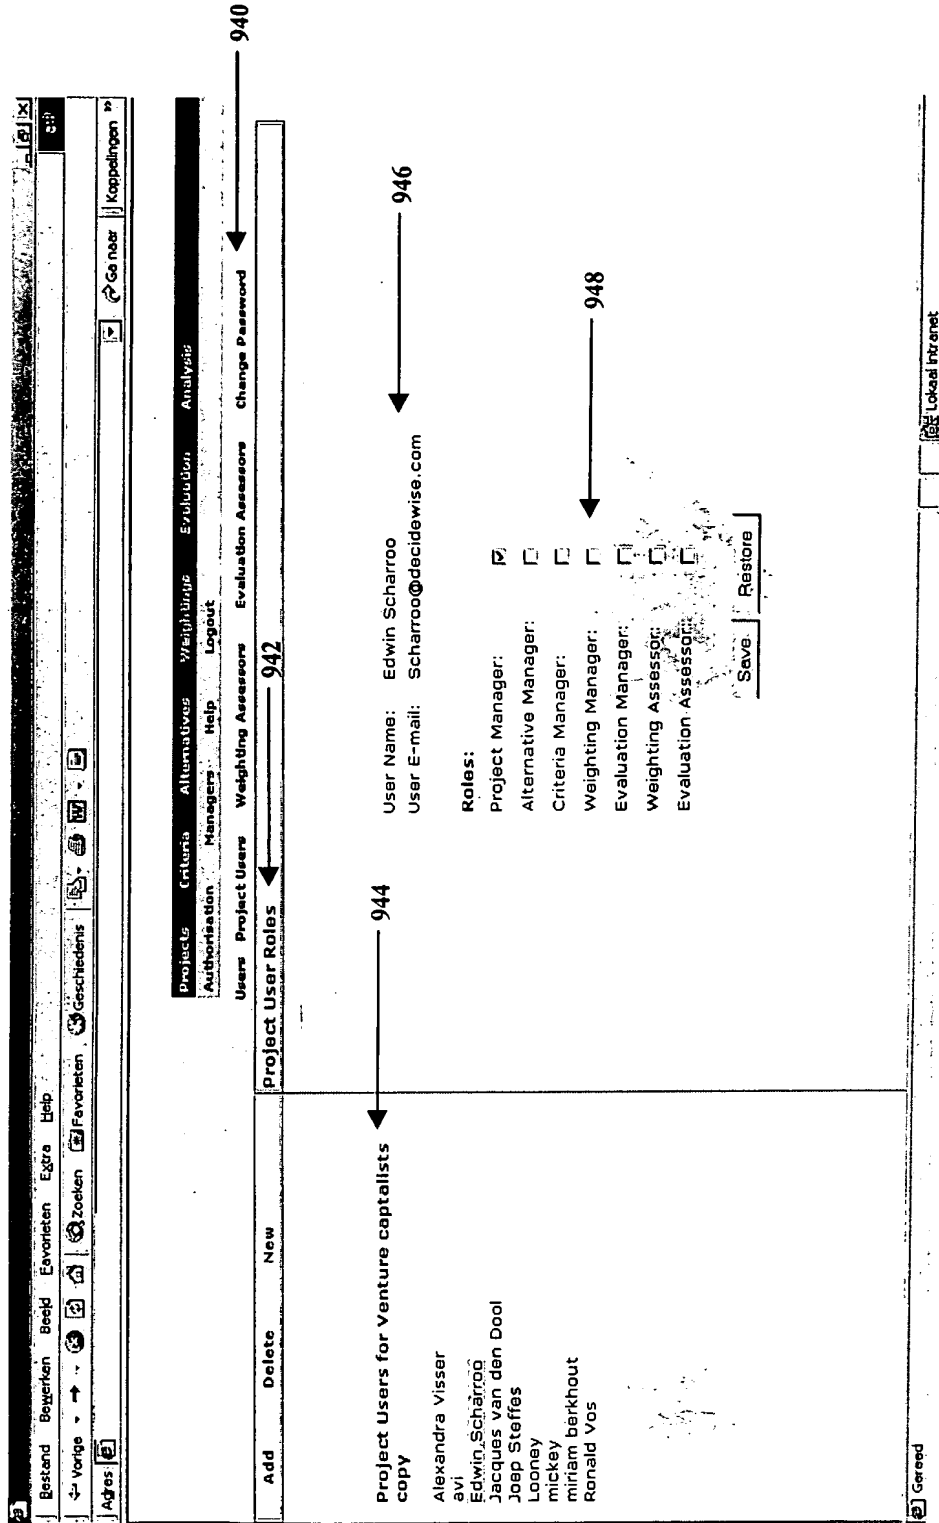 Bestand Bewerken Beeld Favorieten Extra Help
Vorige Zoeken Favorieten Geschiedenis
Adres Ga naar Koppelingen »
Projects Criteria Alternatives Weightings Evaluation Analysis
Authorisation Managers Help Logout
Users Project Users Weighting Assessors Evaluation Assessors Change Password
940
Add Delete New
Project User Roles
942
Project Users for Venture captalists
copy
944
Alexandra Visser
avi
Edwin Scharroo
Jacques van den Dool
Joep Steffes
Looney
mickey
miriam berkhout
Ronald Vos
User Name: Edwin Scharroo
User E-mail: Scharroo@decidewise.com
946
Roles:
Project Manager:
Alternative Manager:
Criteria Manager:
Weighting Manager:
948
Evaluation Manager:
Weighting Assessor:
Evaluation Assessor:
Save Restore
Gereed Lokaal intranet